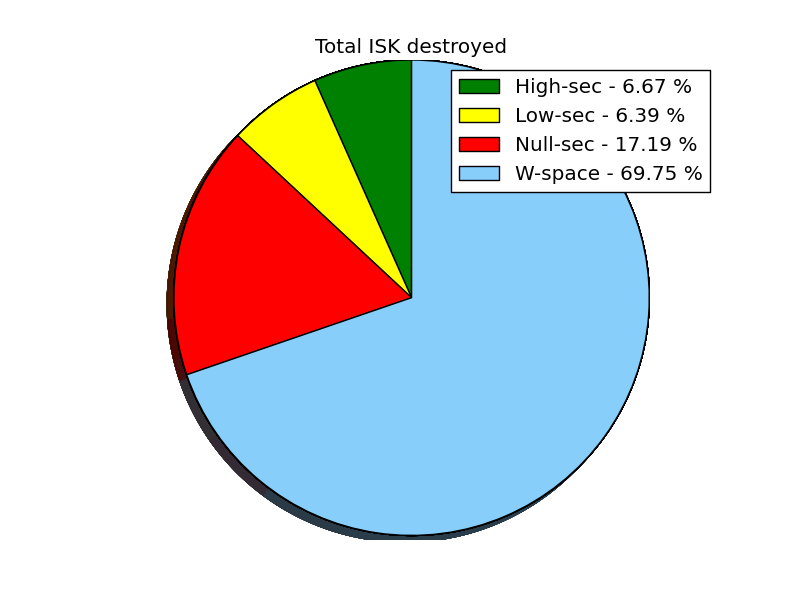 Total ISK destroyed
High-sec - 6.67 %
Low-sec - 6.39 %
Null-sec - 17.19 %
W-space - 69.75 %